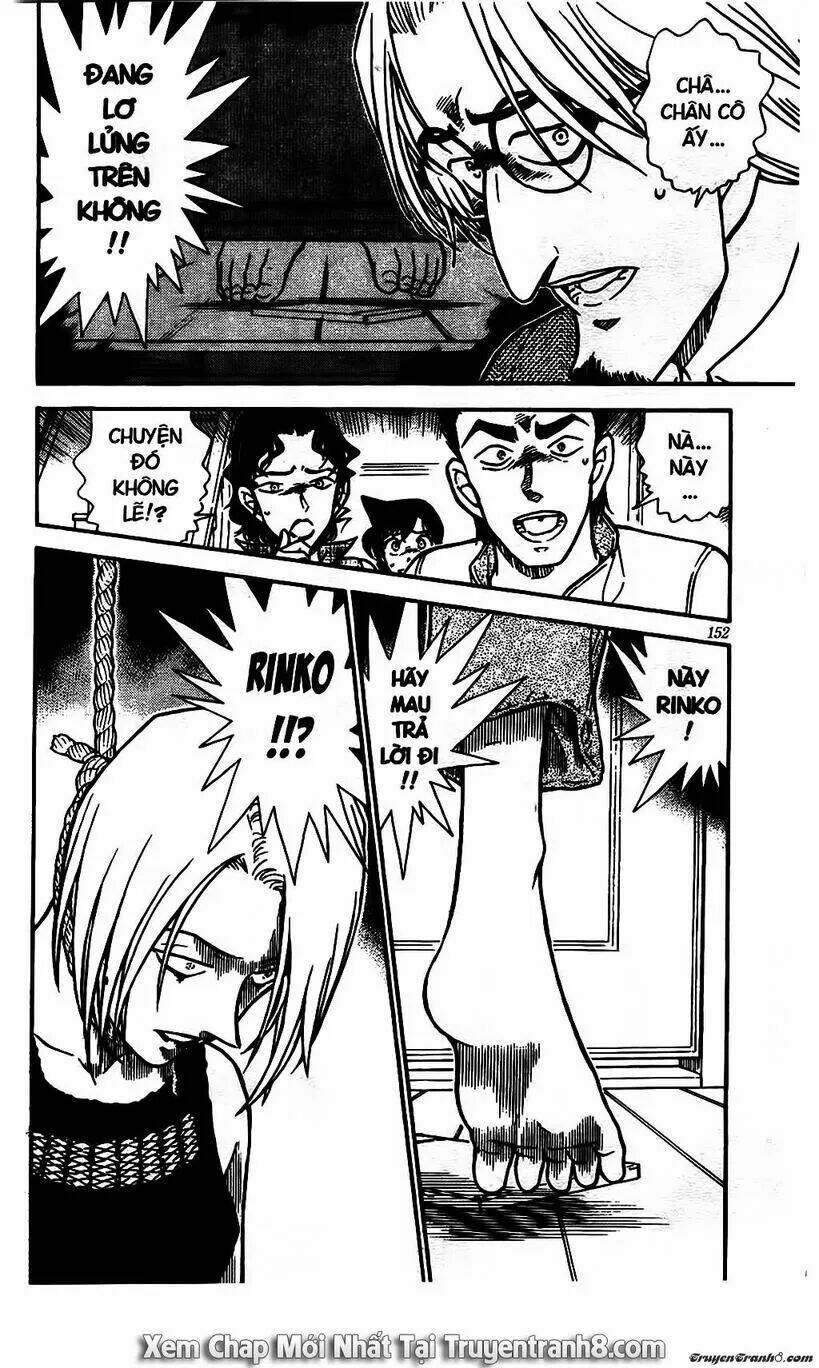 CHÂ...
CHÂN CÔ
ẤY...
ĐANG
LƠ
LỬNG
TRÊN
KHÔNG
!!
NÀ...
NÀY
...
CHUYỆN
ĐÓ
KHÔNG
LẼ!?
152
NÀY
RINKO
!
HÃY
MAU
TRẢ
LỜI ĐI
!!
RINKO
!!?
Xem Chap Mới Nhất Tại Truyentranh8.com
TruyenTranh8.com